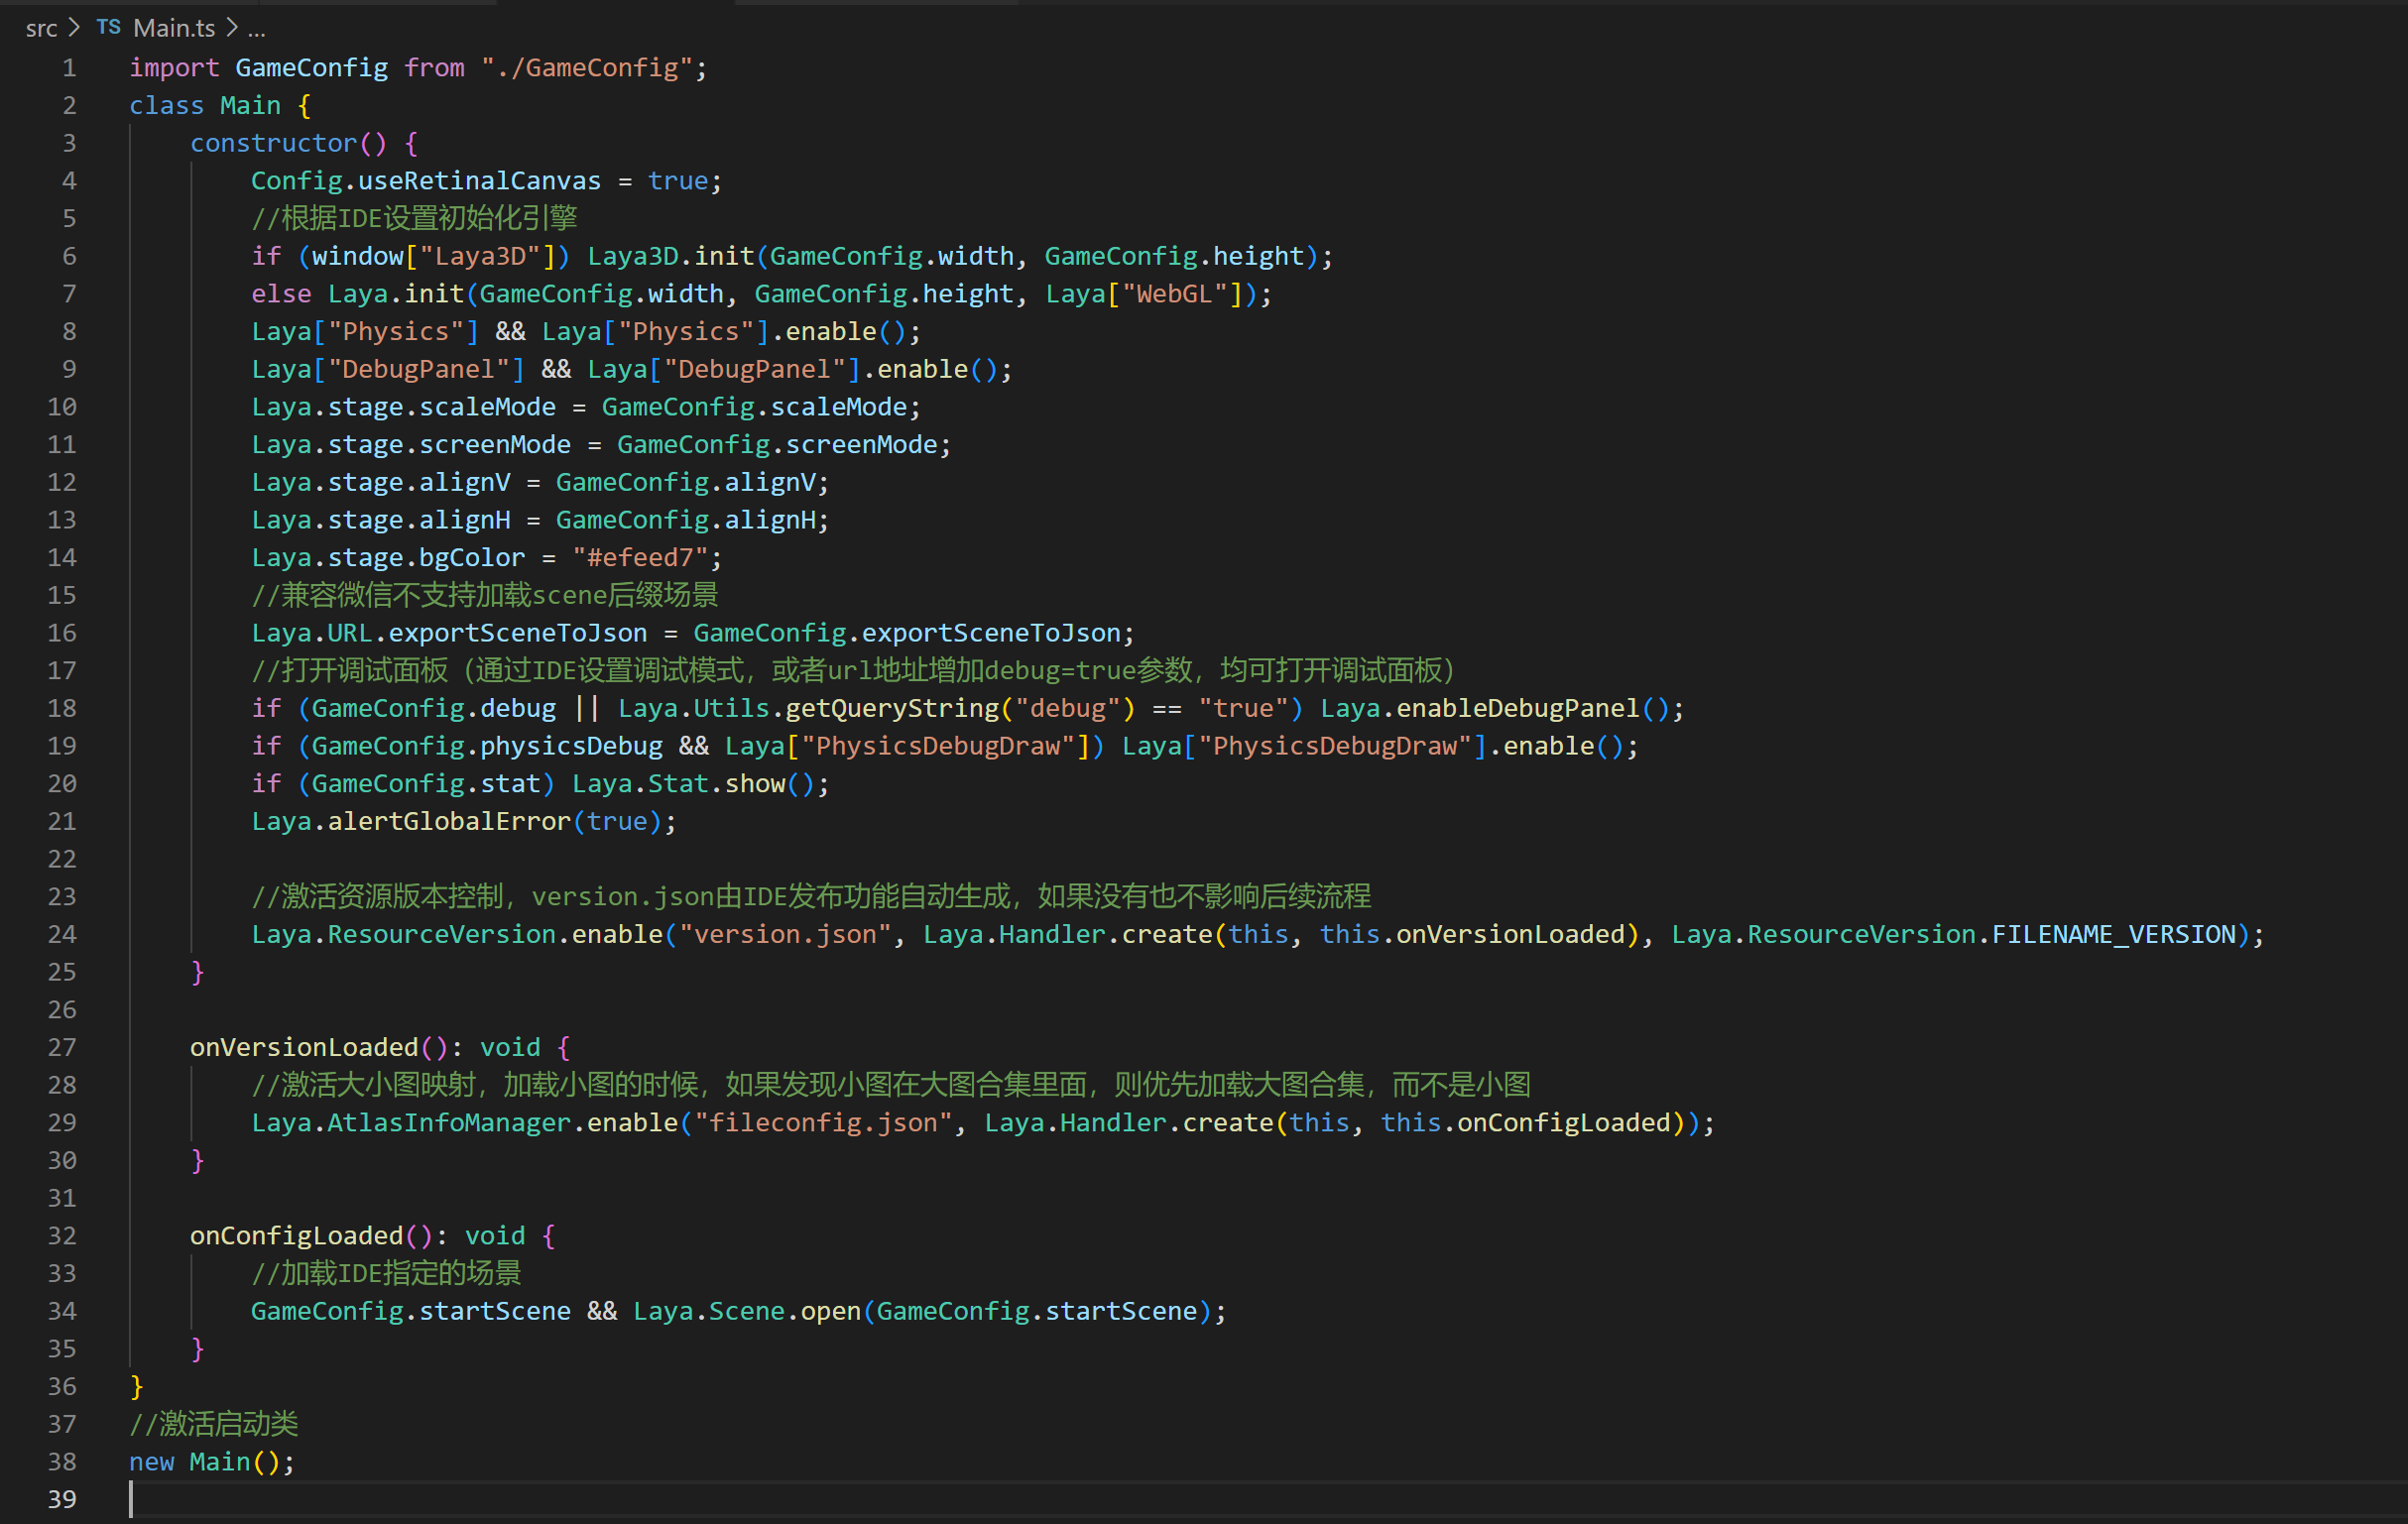 src > TS Main.ts > ...
1 import GameConfig from "./GameConfig";
2 class Main {
3     constructor() {
4         Config.useRetinalCanvas = true;
5         //根据IDE设置初始化引擎
6         if (window["Laya3D"]) Laya3D.init(GameConfig.width, GameConfig.height);
7         else Laya.init(GameConfig.width, GameConfig.height, Laya["WebGL"]);
8         Laya["Physics"] && Laya["Physics"].enable();
9         Laya["DebugPanel"] && Laya["DebugPanel"].enable();
10         Laya.stage.scaleMode = GameConfig.scaleMode;
11         Laya.stage.screenMode = GameConfig.screenMode;
12         Laya.stage.alignV = GameConfig.alignV;
13         Laya.stage.alignH = GameConfig.alignH;
14         Laya.stage.bgColor = "#efeed7";
15         //兼容微信不支持加载scene后缀场景
16         Laya.URL.exportSceneToJson = GameConfig.exportSceneToJson;
17         //打开调试面板（通过IDE设置调试模式，或者url地址增加debug=true参数，均可打开调试面板）
18         if (GameConfig.debug || Laya.Utils.getQueryString("debug") == "true") Laya.enableDebugPanel();
19         if (GameConfig.physicsDebug && Laya["PhysicsDebugDraw"]) Laya["PhysicsDebugDraw"].enable();
20         if (GameConfig.stat) Laya.Stat.show();
21         Laya.alertGlobalError(true);
22
23         //激活资源版本控制，version.json由IDE发布功能自动生成，如果没有也不影响后续流程
24         Laya.ResourceVersion.enable("version.json", Laya.Handler.create(this, this.onVersionLoaded), Laya.ResourceVersion.FILENAME_VERSION);
25     }
26
27     onVersionLoaded(): void {
28         //激活大小图映射，加载小图的时候，如果发现小图在大图合集里面，则优先加载大图合集，而不是小图
29         Laya.AtlasInfoManager.enable("fileconfig.json", Laya.Handler.create(this, this.onConfigLoaded));
30     }
31
32     onConfigLoaded(): void {
33         //加载IDE指定的场景
34         GameConfig.startScene && Laya.Scene.open(GameConfig.startScene);
35     }
36 }
37 //激活启动类
38 new Main();
39